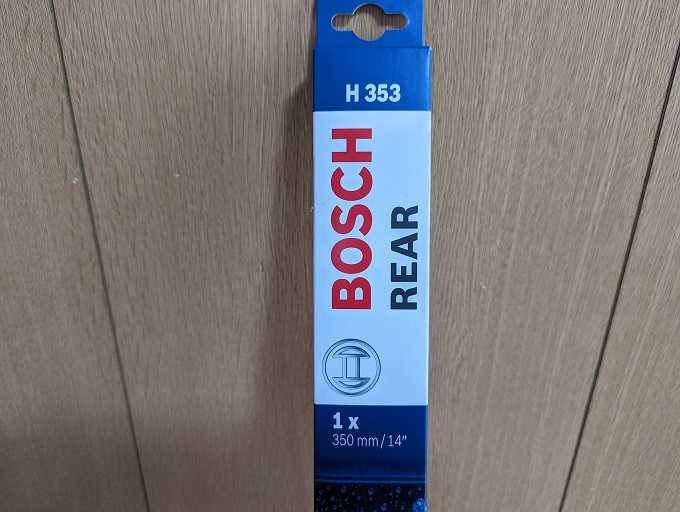 H 353
BOSCH
REAR
1 x
350 mm/14"